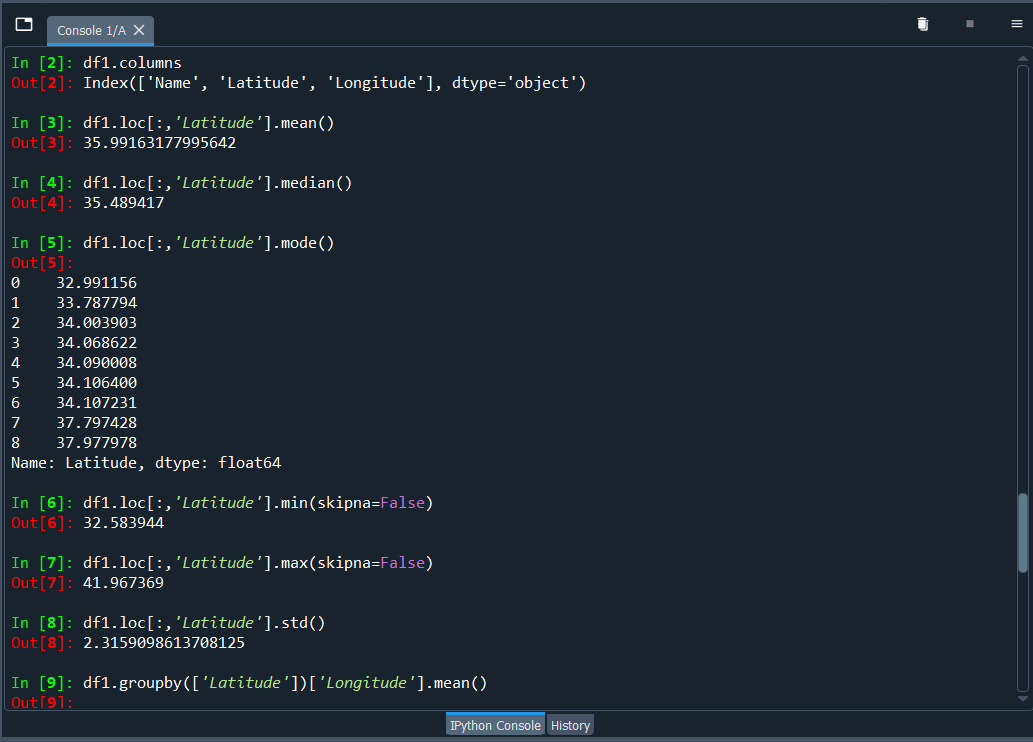 Console 1/A
In [2]: df1.columns
Out[2]: Index(['Name', 'Latitude', 'Longitude'], dtype='object')
In [3]: df1.loc[:,'Latitude'].mean()
Out[3]: 35.99163177995642
In [4]: df1.loc[:,'Latitude'].median()
Out[4]: 35.489417
In [5]: df1.loc[:,'Latitude'].mode()
Out[5]:
0    32.991156
1    33.787794
2    34.003903
3    34.068622
4    34.090008
5    34.106400
6    34.107231
7    37.797428
8    37.977978
Name: Latitude, dtype: float64
In [6]: df1.loc[:,'Latitude'].min(skipna=False)
Out[6]: 32.583944
In [7]: df1.loc[:,'Latitude'].max(skipna=False)
Out[7]: 41.967369
In [8]: df1.loc[:,'Latitude'].std()
Out[8]: 2.3159098613708125
In [9]: df1.groupby(['Latitude'])['Longitude'].mean()
Out[9]:
IPython Console History